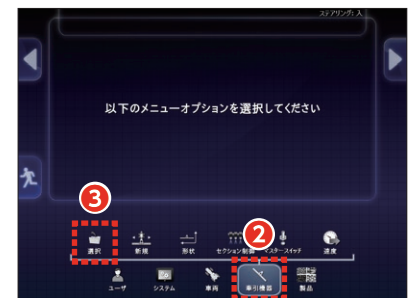 ステアリング: 入
以下のメニューオプションを選択してください
3
2
選択 新規 形状 セクション制御 マスタースイッチ 速度
ユーザ システム 車両 牽引機器 製品